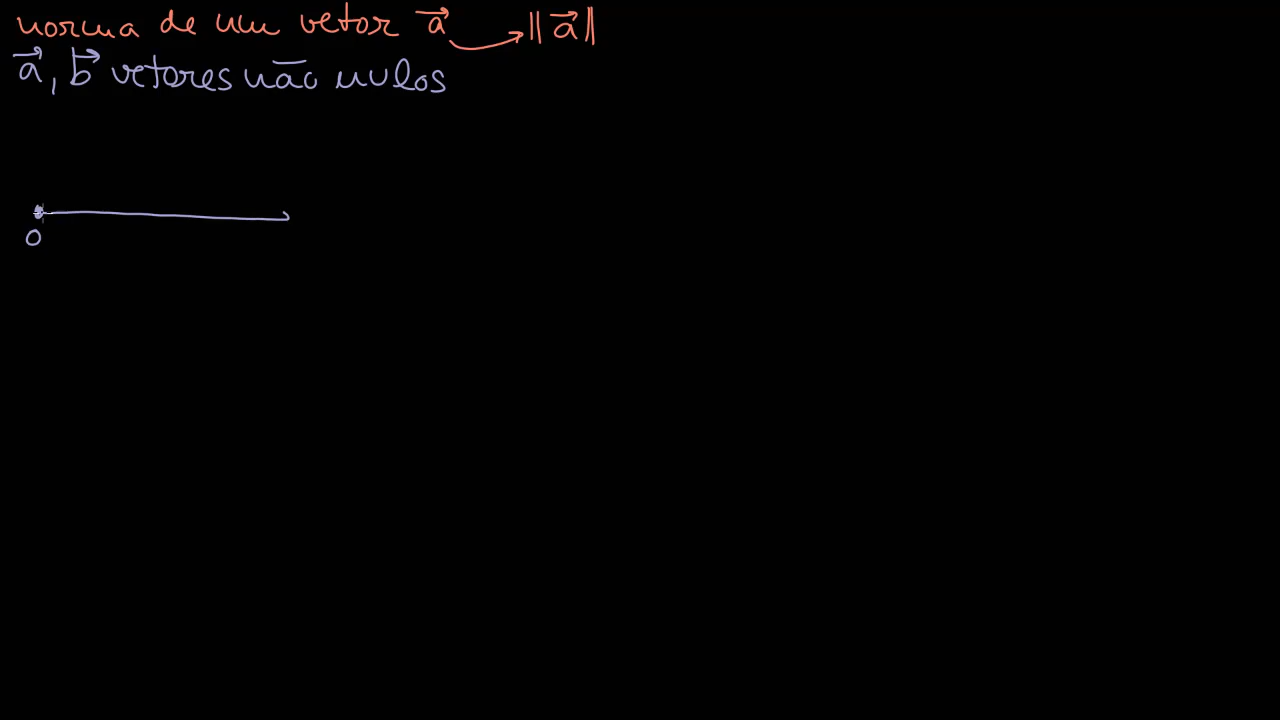 norma de um vetor a⃗ → ‖a⃗‖
a⃗, b⃗ vetores não nulos
O